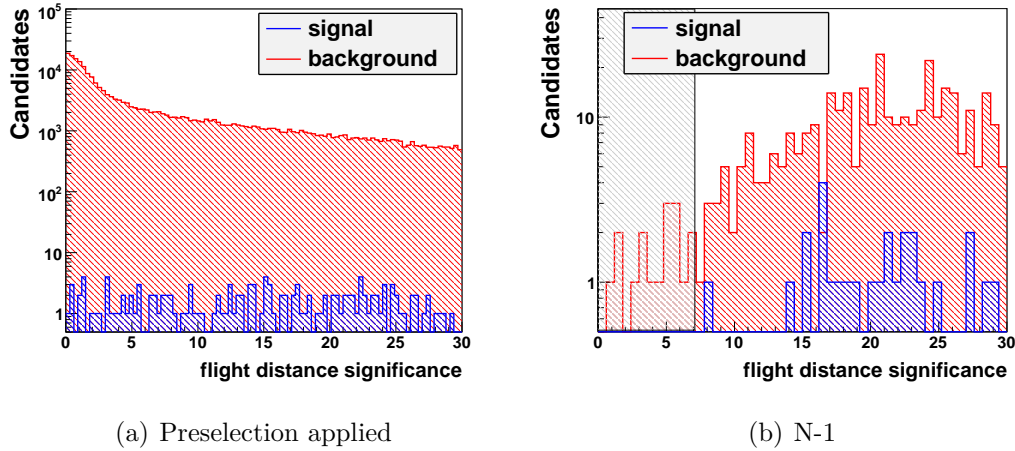 Candidates
10^5
10^4
10^3
10^2
10
1
signal
background
0 5 10 15 20 25 30
flight distance significance
(a) Preselection applied
Candidates
10
1
signal
background
0 5 10 15 20 25 30
flight distance significance
(b) N-1